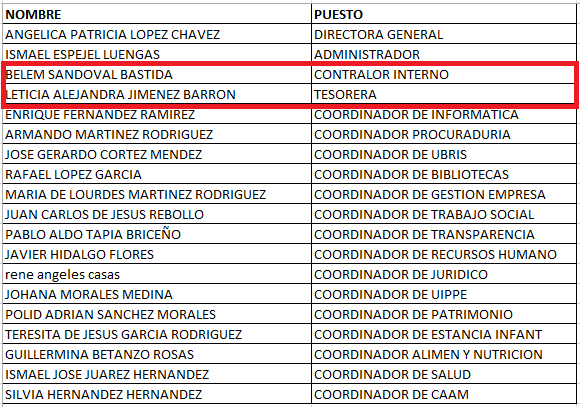 NOMBRE PUESTO
ANGELICA PATRICIA LOPEZ CHAVEZ DIRECTORA GENERAL
ISMAEL ESPEJEL LUENGAS ADMINISTRADOR
BELEM SANDOVAL BASTIDA CONTRALOR INTERNO
LETICIA ALEJANDRA JIMENEZ BARRON TESORERA
ENRIQUE FERNANDEZ RAMIREZ COORDINADOR DE INFORMATICA
ARMANDO MARTINEZ RODRIGUEZ COORDINADOR PROCURADURIA
JOSE GERARDO CORTEZ MENDEZ COORDINADOR DE UBRIS
RAFAEL LOPEZ GARCIA COORDINADOR DE BIBLIOTECAS
MARIA DE LOURDES MARTINEZ RODRIGUEZ COORDINADOR DE GESTION EMPRESA
JUAN CARLOS DE JESUS REBOLLO COORDINADOR DE TRABAJO SOCIAL
PABLO ALDO TAPIA BRICEÑO COORDINADOR DE TRANSPARENCIA
JAVIER HIDALGO FLORES COORDINADOR DE RECURSOS HUMANO
rene angeles casas COORDINADOR DE JURIDICO
JOHANA MORALES MEDINA COORDINADOR DE UIPPE
POLID ADRIAN SANCHEZ MORALES COORDINADOR DE PATRIMONIO
TERESITA DE JESUS GARCIA RODRIGUEZ COORDINADOR DE ESTANCIA INFANT
GUILLERMINA BETANZO ROSAS COORDINADOR ALIMEN Y NUTRICION
ISMAEL JOSE JUAREZ HERNANDEZ COORDINADOR DE SALUD
SILVIA HERNANDEZ HERNANDEZ COORDINADOR DE CAAM